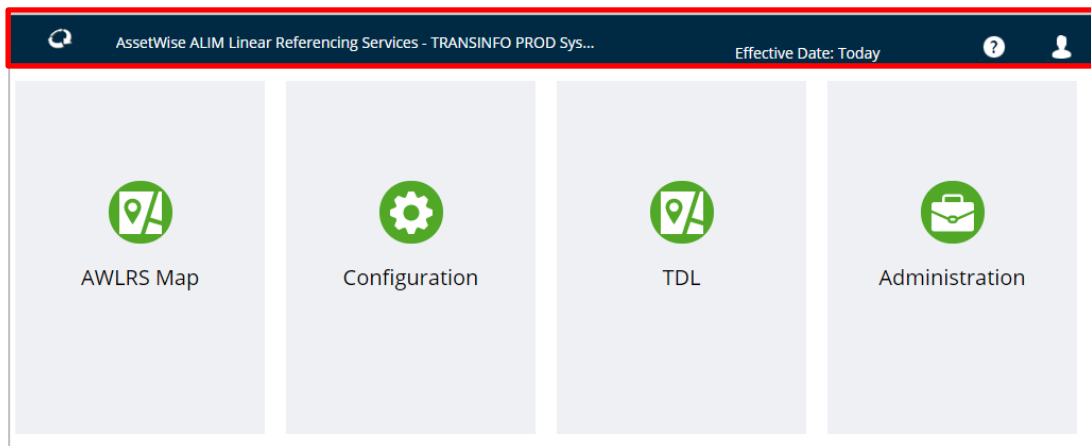 AssetWise ALIM Linear Referencing Services - TRANSINFO PROD Sys...
Effective Date: Today
?
AWLRS Map
Configuration
TDL
Administration